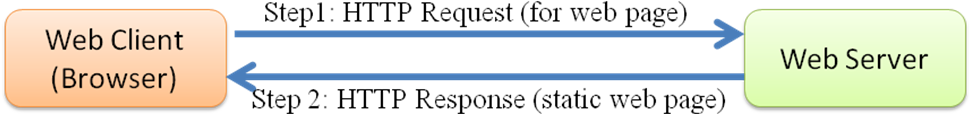 Step1: HTTP Request (for web page)
Web Client
(Browser)
Web Server
Step 2: HTTP Response (static web page)